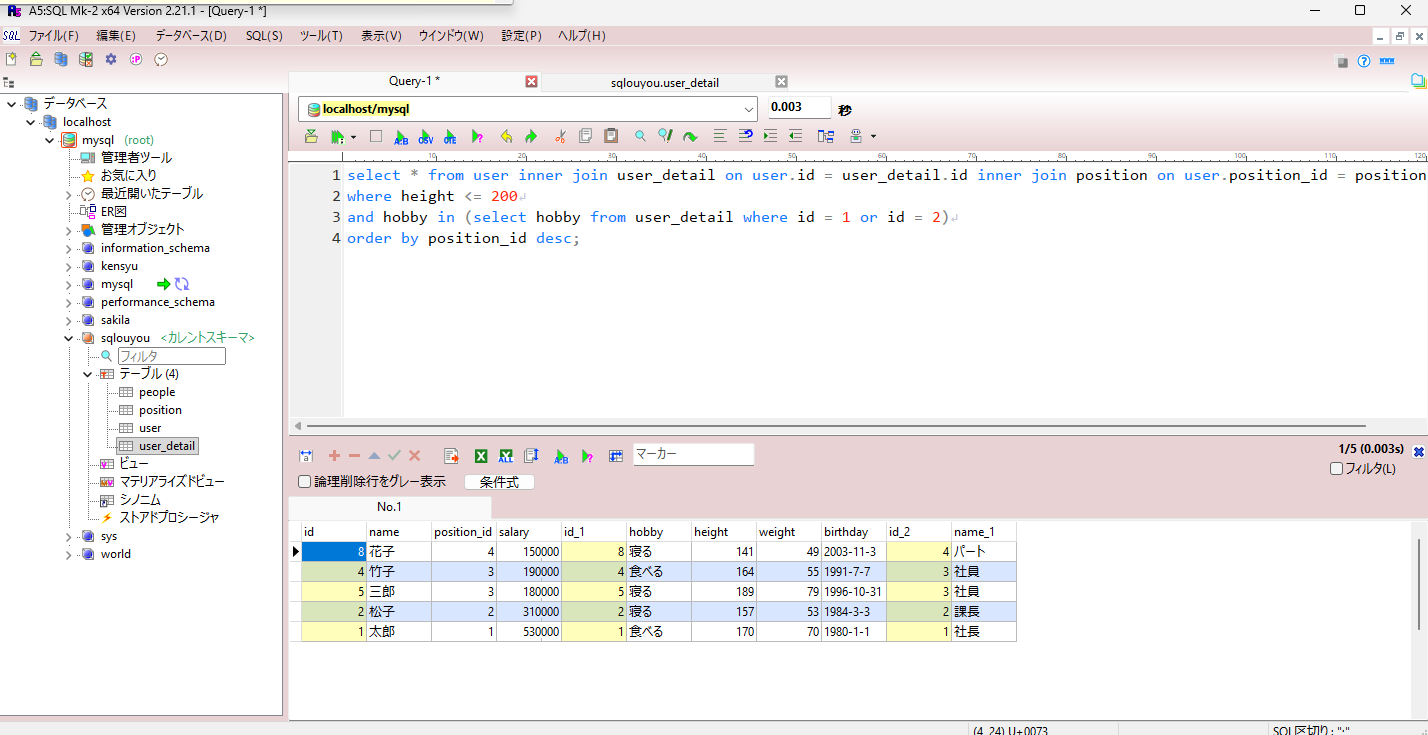 A5:SQL Mk-2 x64 Version 2.21.1 - [Query-1 *]
SQL ファイル(F) 編集(E) データベース(D) SQL(S) ツール(T) 表示(V) ウインドウ(W) 設定(P) ヘルプ(H)
Query-1 * sqlouyou.user_detail
データベース
localhost
mysql (root)
管理者ツール
お気に入り
最近開いたテーブル
ER図
管理オブジェクト
information_schema
kensyu
mysql
performance_schema
sakila
sqlouyou <カレントスキーマ>
フィルタ
テーブル (4)
people
position
user
user_detail
ビュー
マテリアライズドビュー
シノニム
ストアドプロシージャ
sys
world
localhost/mysql 0.003 秒
10 20 30 40 50 60 70 80 90 100 110 120
1 select * from user inner join user_detail on user.id = user_detail.id inner join position on user.position_id = position
2 where height <= 200
3 and hobby in (select hobby from user_detail where id = 1 or id = 2)
4 order by position_id desc;
マーカー 1/5 (0.003s)
論理削除行をグレー表示 条件式 フィルタ(L)
No.1
id name position_id salary id_1 hobby height weight birthday id_2 name_1
8 花子 4 150000 8 寝る 141 49 2003-11-3 4 パート
4 竹子 3 190000 4 食べる 164 55 1991-7-7 3 社員
5 三郎 3 180000 5 寝る 189 79 1996-10-31 3 社員
2 松子 2 310000 2 寝る 157 53 1984-3-3 2 課長
1 太郎 1 530000 1 食べる 170 70 1980-1-1 1 社長
(4, 24) U+0073 SQL区切り: ";"